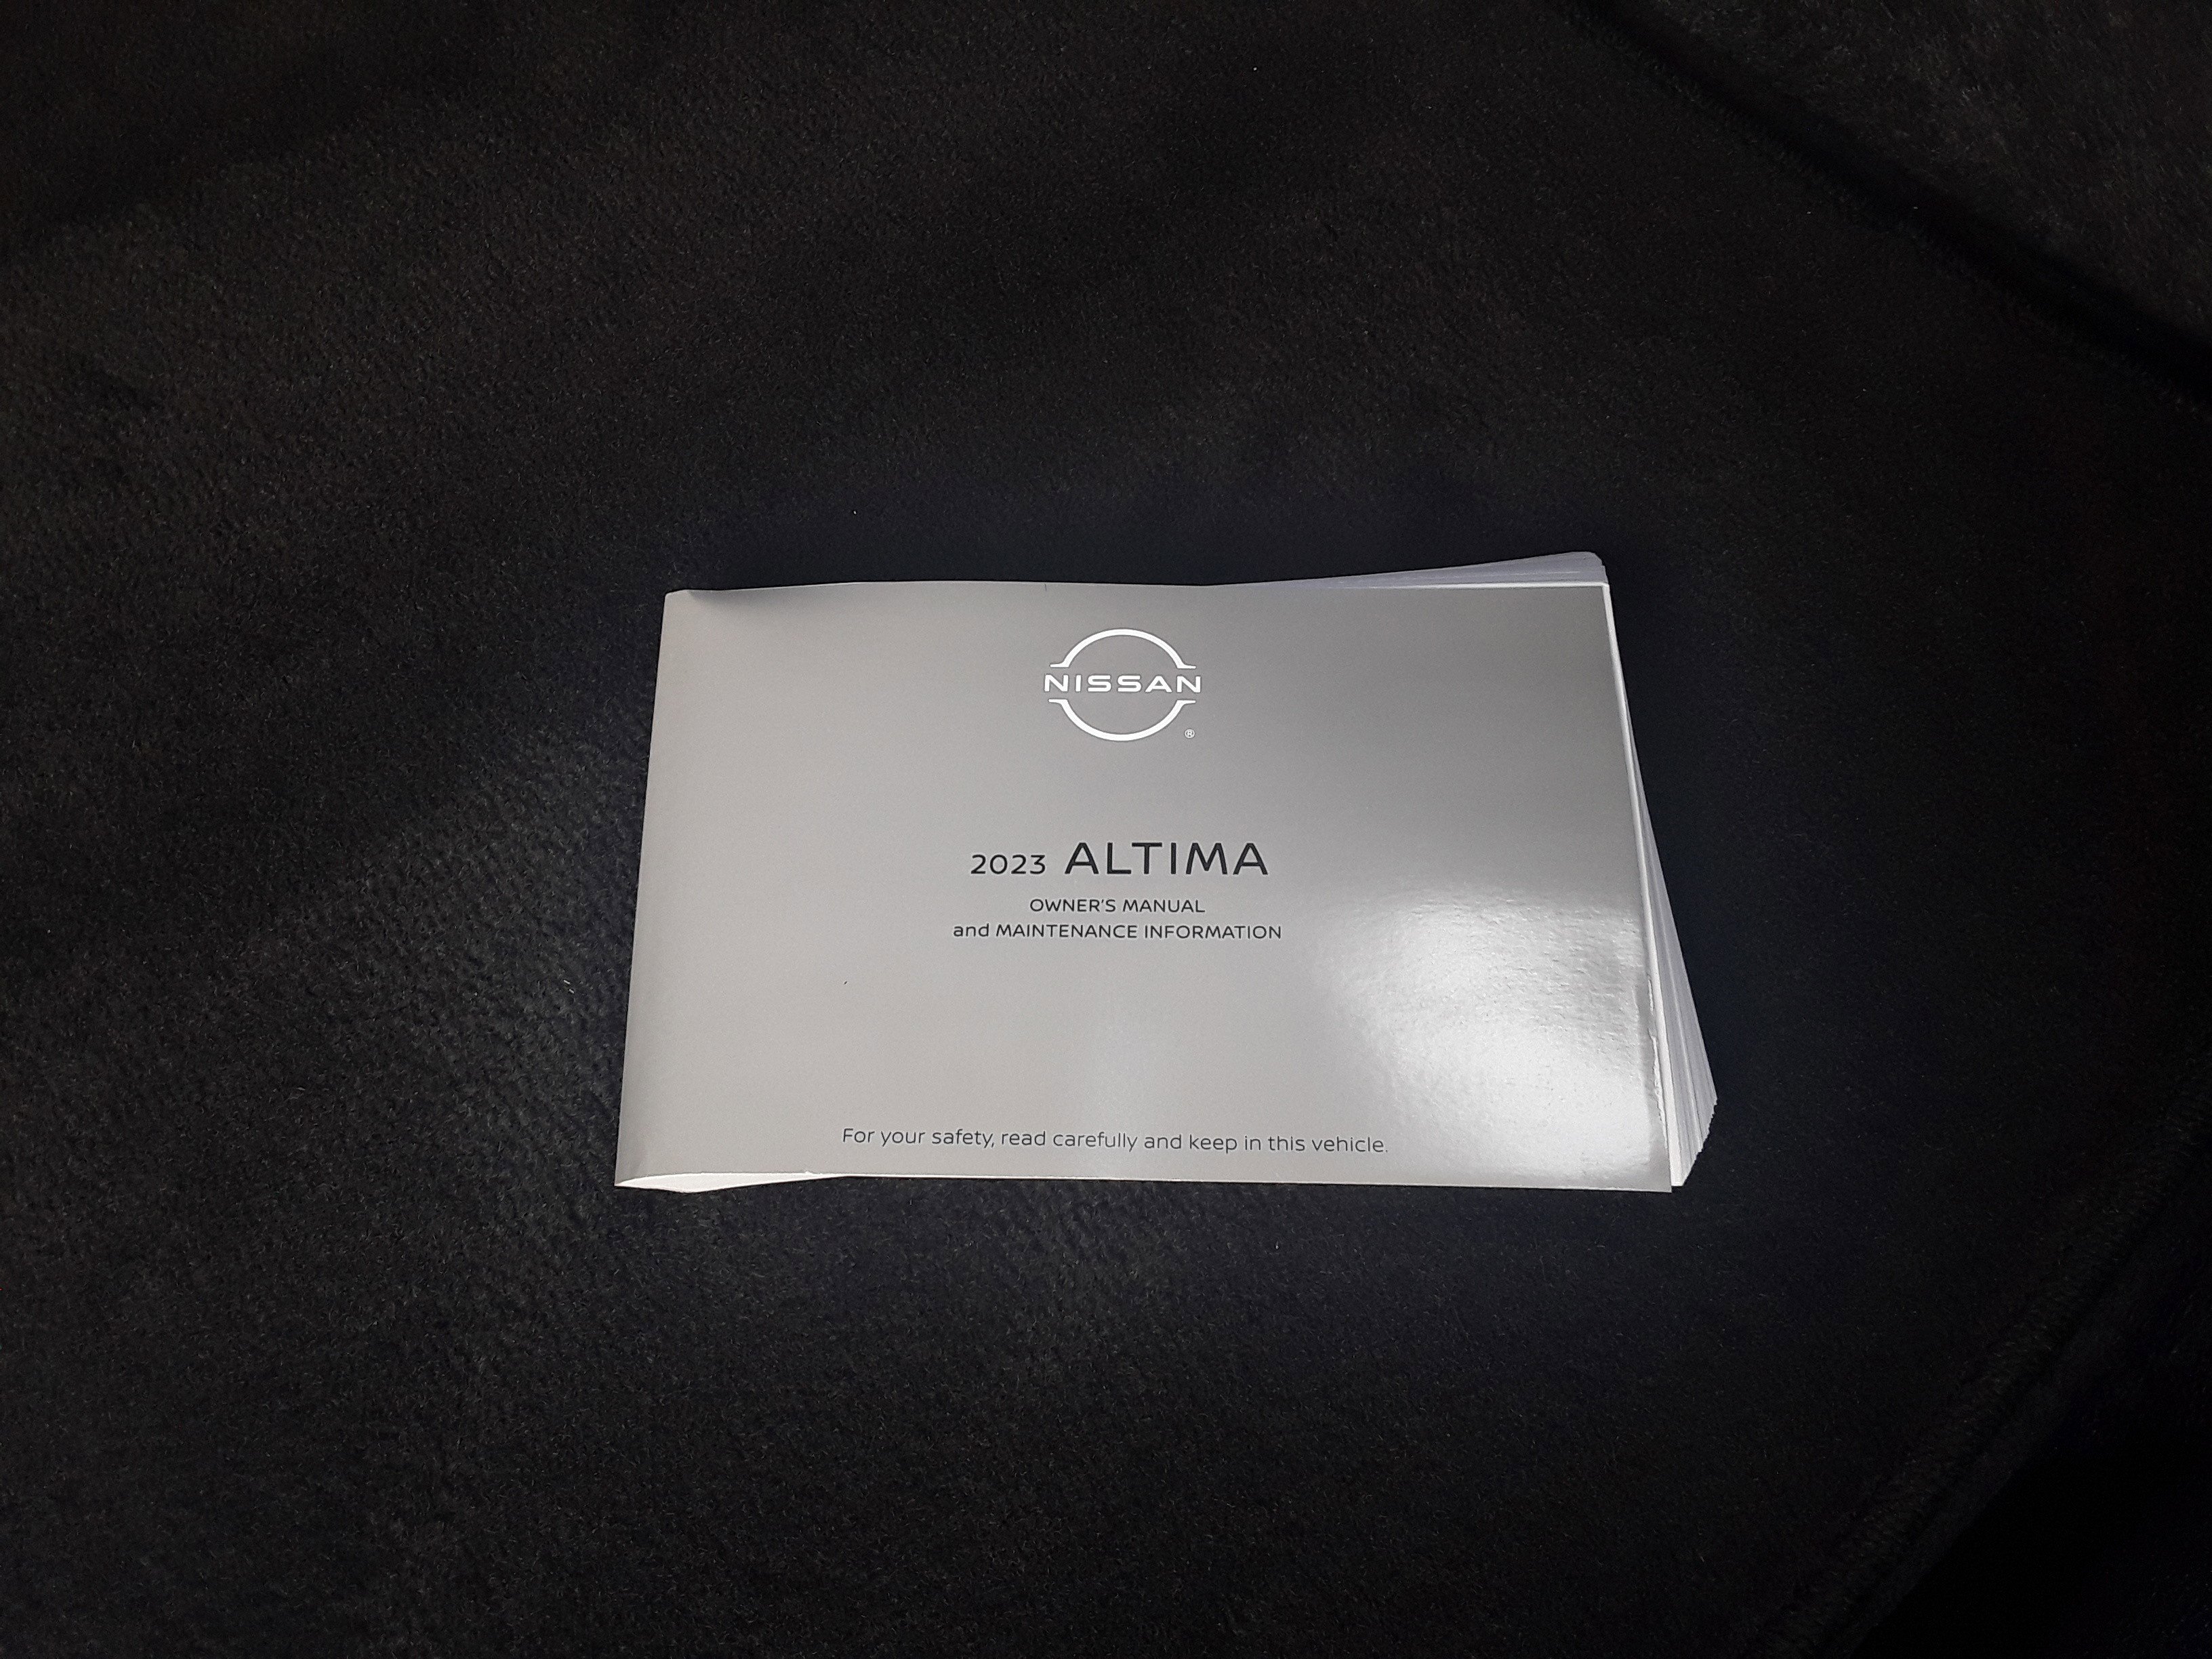 NISSAN
®
2023 ALTIMA
OWNER'S MANUAL
and MAINTENANCE INFORMATION
For your safety, read carefully and keep in this vehicle.